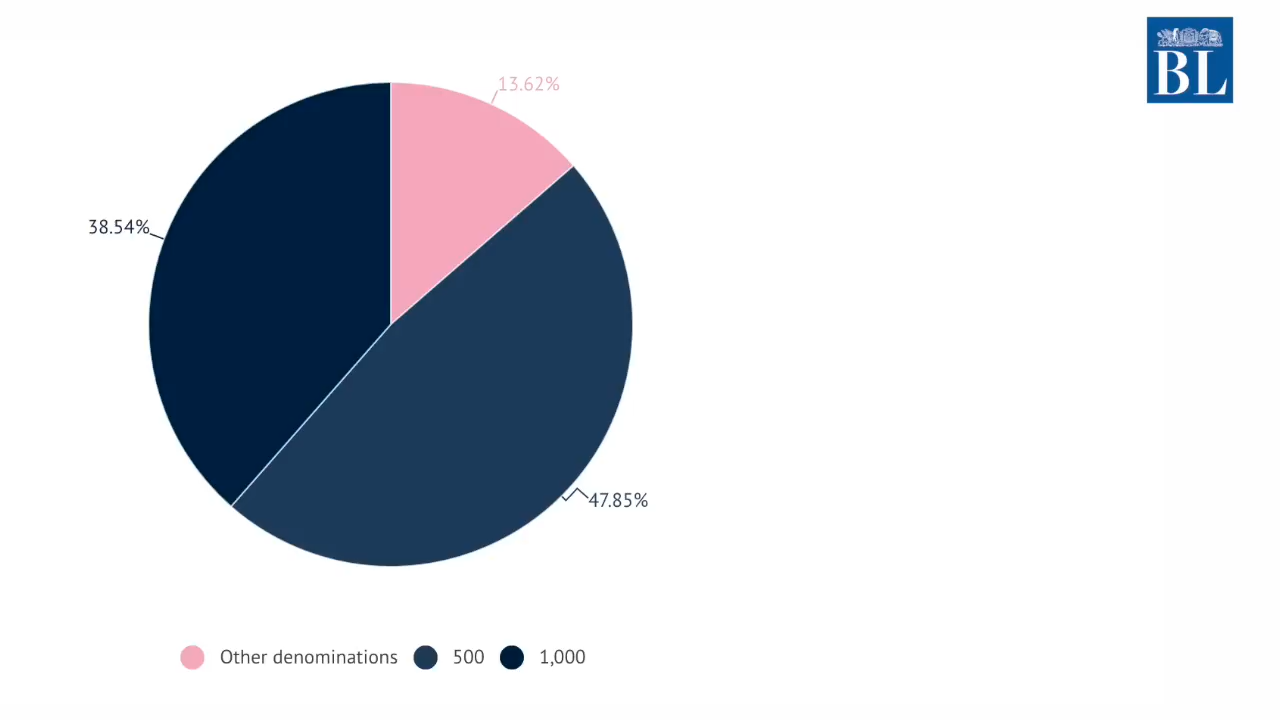 BL
13.62%
38.54%
47.85%
Other denominations 500 1,000